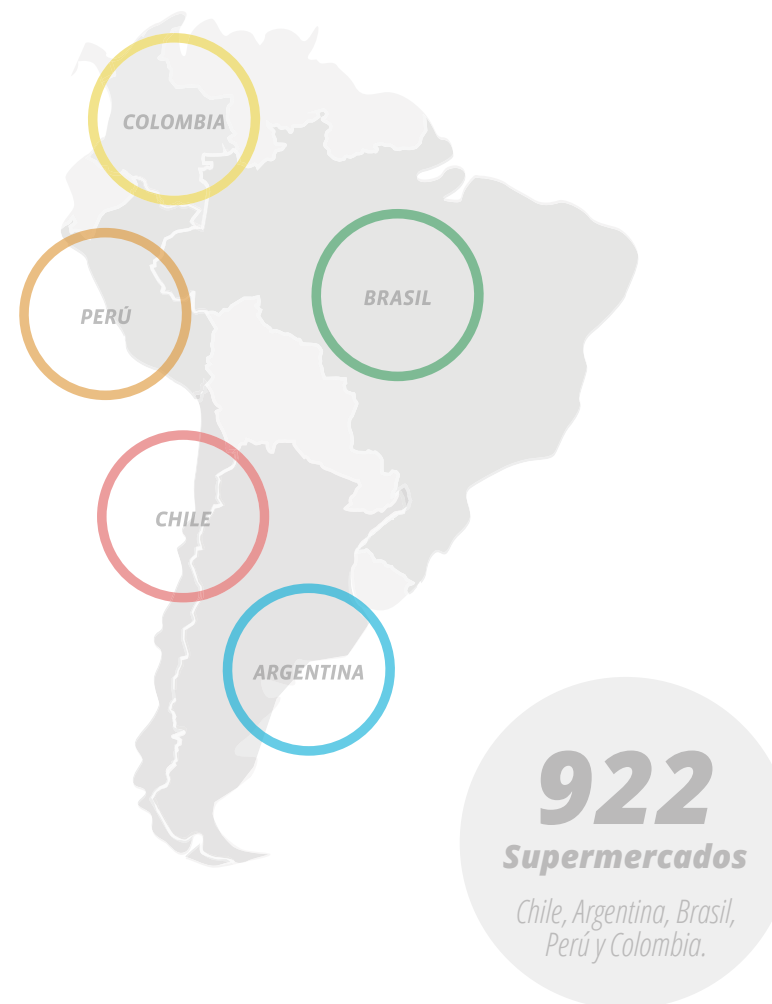 COLOMBIA
BRASIL
PERÚ
CHILE
ARGENTINA
922
Supermercados
Chile, Argentina, Brasil,
Perú y Colombia.